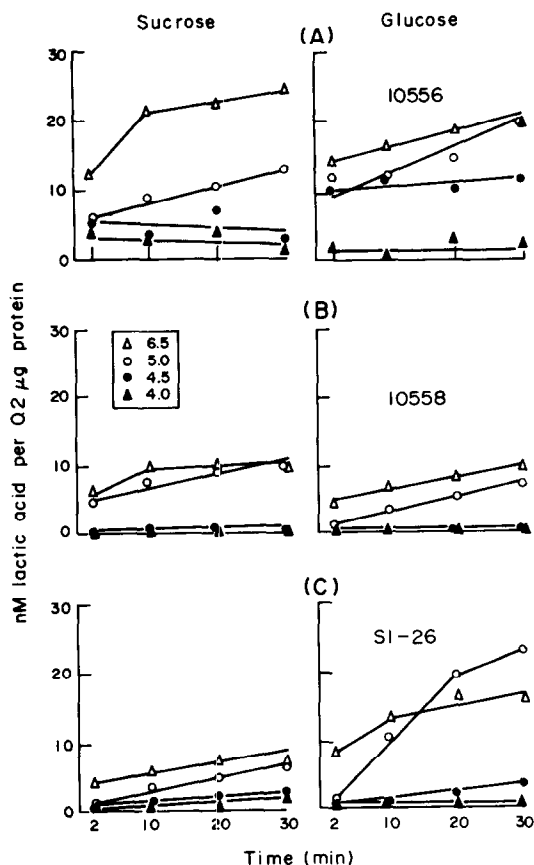 Sucrose
Glucose
(A)
10556
30
20
10
0
(B)
10558
30
20
10
0
△ 6.5
○ 5.0
● 4.5
▲ 4.0
(C)
S1-26
30
20
10
0
2 10 20 30
2 10 20 30
nM lactic acid per 0.2 μg protein
Time (min)